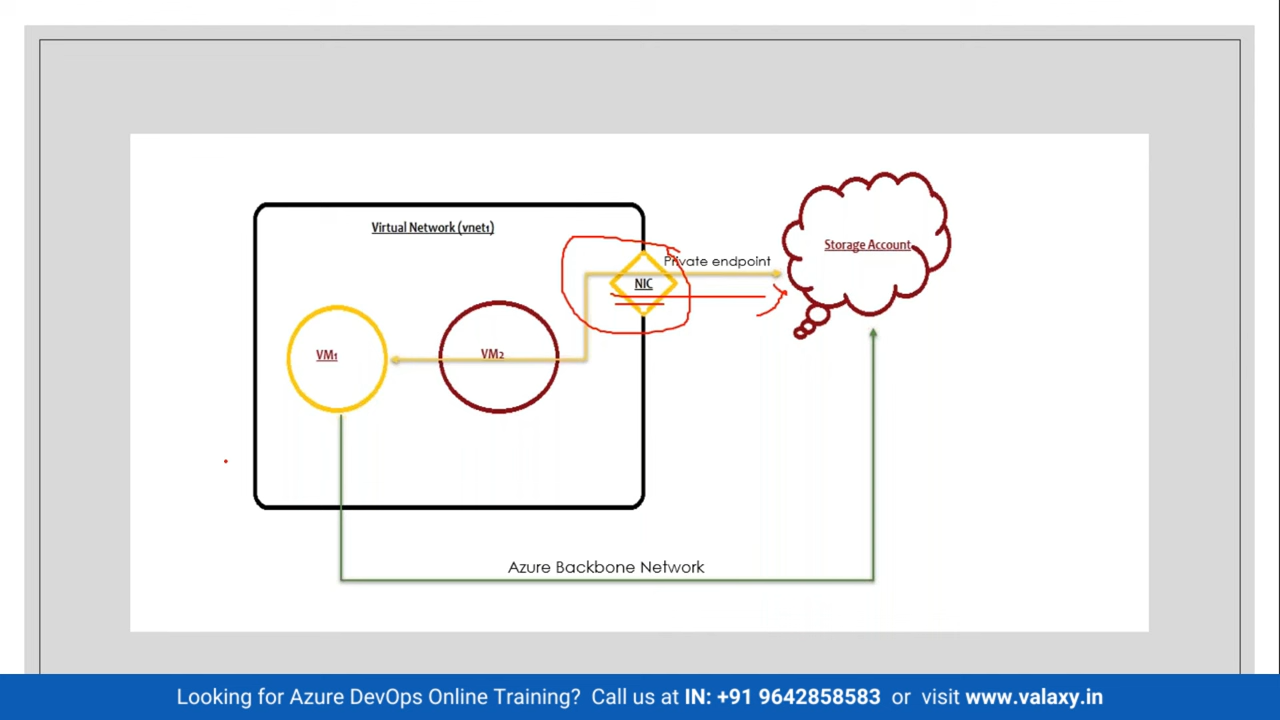 Virtual Network (vnet1)
Private endpoint
Storage Account
NIC
VM1
VM2
Azure Backbone Network
Looking for Azure DevOps Online Training? Call us at IN: +91 9642858583 or visit www.valaxy.in